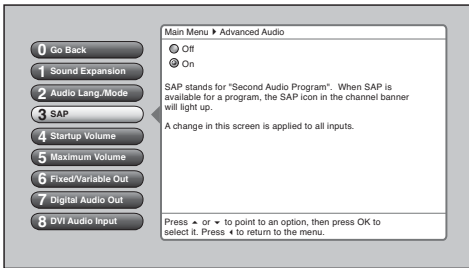 0 Go Back
1 Sound Expansion
2 Audio Lang./Mode
3 SAP
4 Startup Volume
5 Maximum Volume
6 Fixed/Variable Out
7 Digital Audio Out
8 DVI Audio Input
Main Menu ▶ Advanced Audio
Off
On
SAP stands for "Second Audio Program". When SAP is
available for a program, the SAP icon in the channel banner
will light up.
A change in this screen is applied to all inputs.
Press ▲ or ▼ to point to an option, then press OK to
select it. Press ◀ to return to the menu.